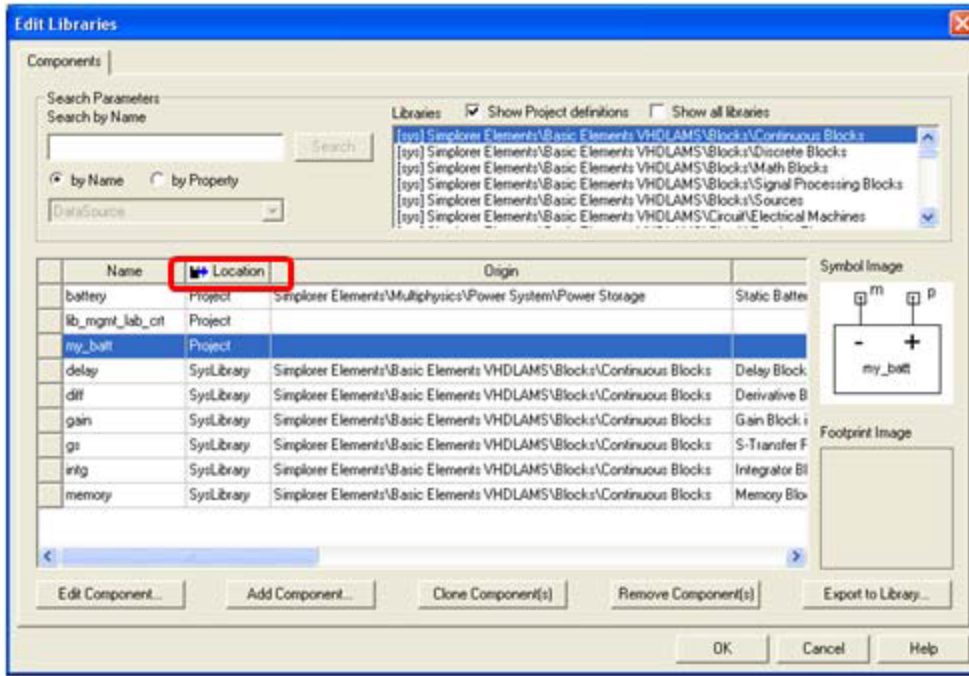 Edit Libraries
Components
Search Parameters
Search by Name
Search
by Name by Property
DataSource
Libraries Show Project definitions Show all libraries
[sys] Simplorer Elements\Basic Elements VHDLAMS\Blocks\Continuous Blocks
[sys] Simplorer Elements\Basic Elements VHDLAMS\Blocks\Discrete Blocks
[sys] Simplorer Elements\Basic Elements VHDLAMS\Blocks\Math Blocks
[sys] Simplorer Elements\Basic Elements VHDLAMS\Blocks\Signal Processing Blocks
[sys] Simplorer Elements\Basic Elements VHDLAMS\Blocks\Sources
[sys] Simplorer Elements\Basic Elements VHDLAMS\Circuit\Electrical Machines
Name Location Origin
battery Project Simplorer Elements\Multiphysics\Power System\Power Storage Static Batte
lib_mgmt_lab_crt Project
my_batt Project
delay SysLibrary Simplorer Elements\Basic Elements VHDLAMS\Blocks\Continuous Blocks Delay Block
diff SysLibrary Simplorer Elements\Basic Elements VHDLAMS\Blocks\Continuous Blocks Derivative B
gain SysLibrary Simplorer Elements\Basic Elements VHDLAMS\Blocks\Continuous Blocks Gain Block i
gs SysLibrary Simplorer Elements\Basic Elements VHDLAMS\Blocks\Continuous Blocks S-Transfer F
intg SysLibrary Simplorer Elements\Basic Elements VHDLAMS\Blocks\Continuous Blocks Integrator Bl
memory SysLibrary Simplorer Elements\Basic Elements VHDLAMS\Blocks\Continuous Blocks Memory Blo
Symbol Image
m p
- +
my_batt
Footprint Image
Edit Component... Add Component... Clone Component(s) Remove Component(s) Export to Library...
OK Cancel Help